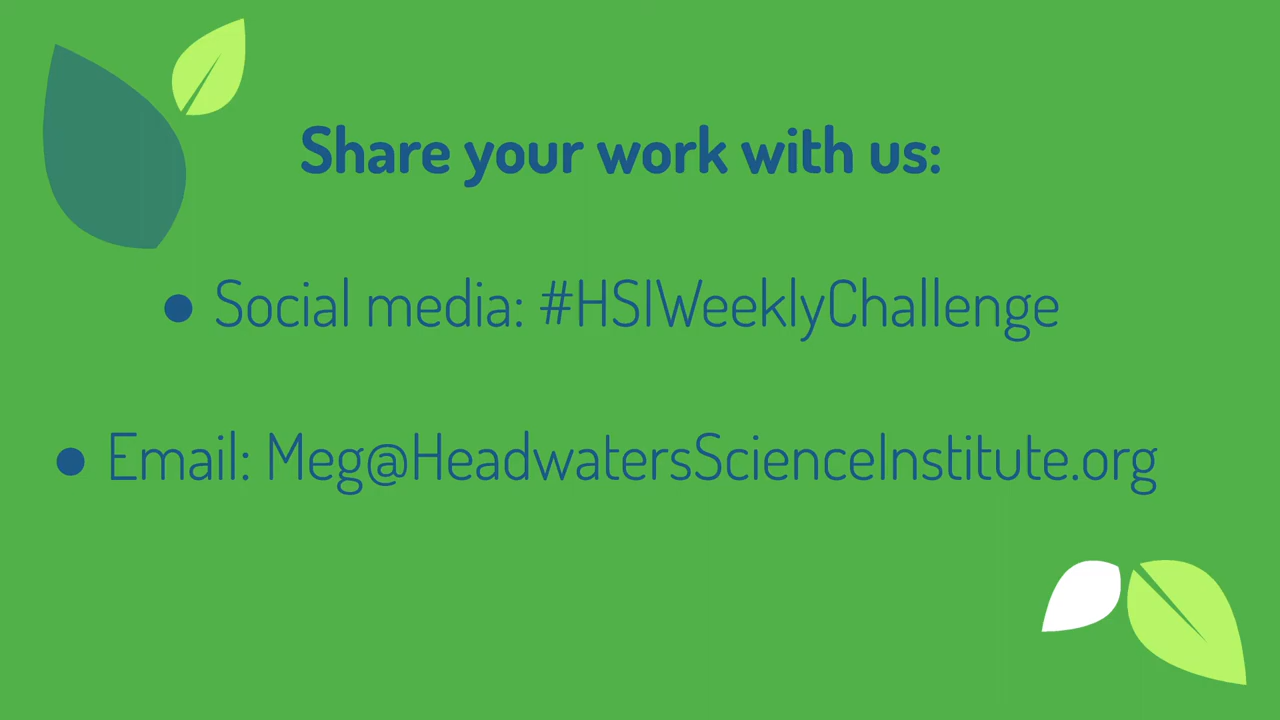 Share your work with us:
● Social media: #HSIWeeklyChallenge
● Email: Meg@HeadwatersScienceInstitute.org